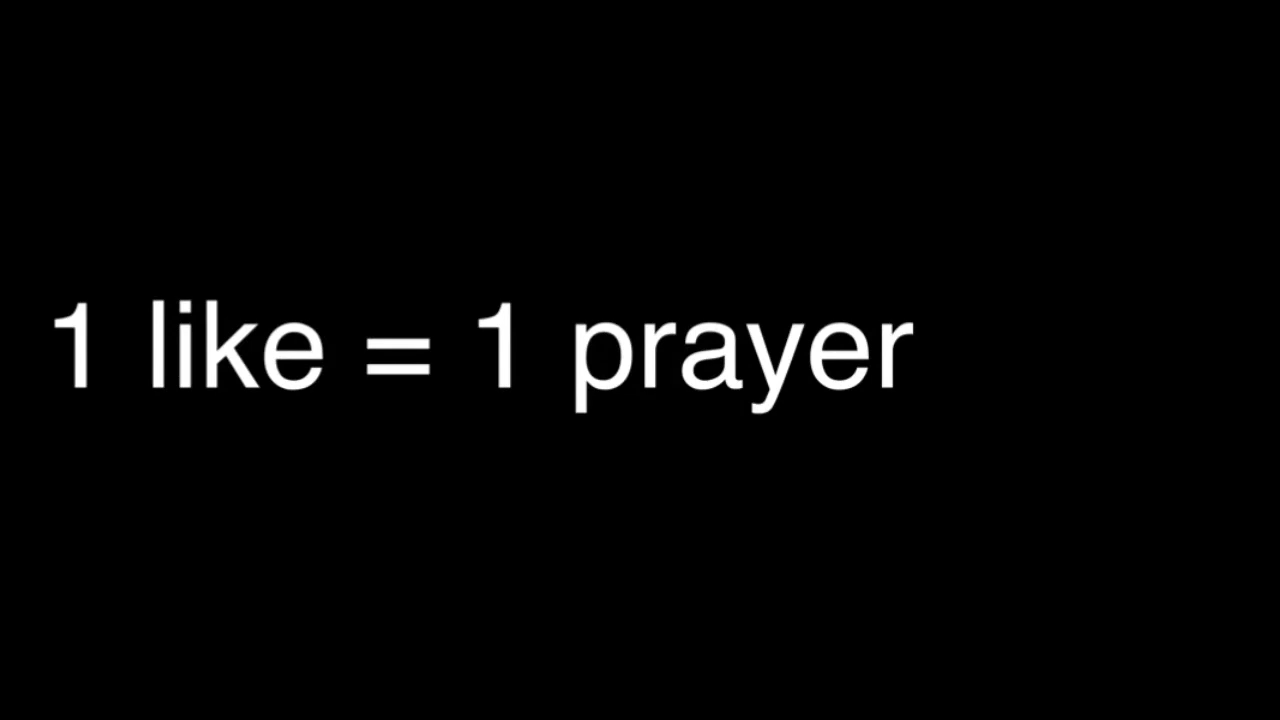 1 like = 1 prayer